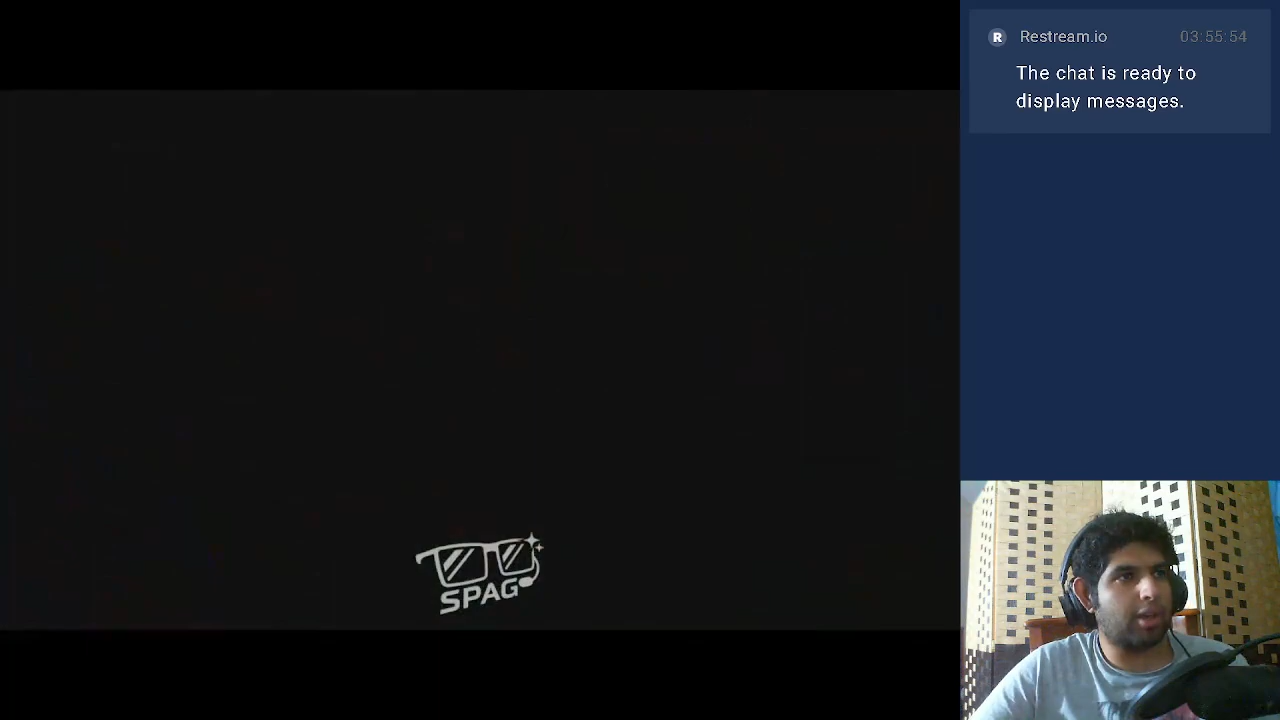 R Restream.io 03:55:54
The chat is ready to
display messages.
SPAG